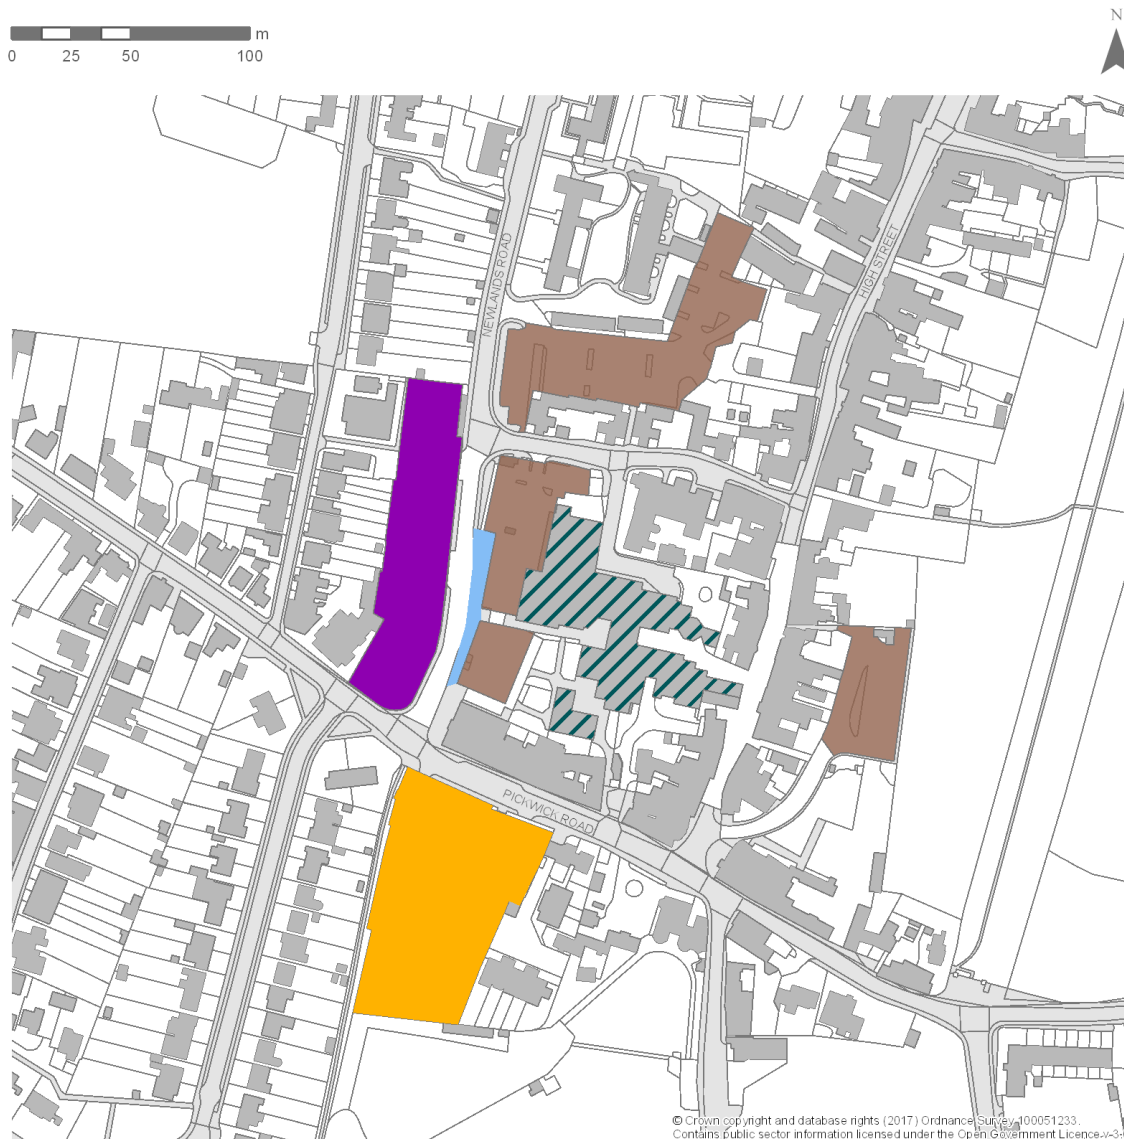 N
m
0 25 50 100
NEWLANDS ROAD
HIGH STREET
PICKWICK ROAD
© Crown copyright and database rights (2017) Ordnance Survey 100051233.
Contains public sector information licensed under the Open Government Licence v-3-